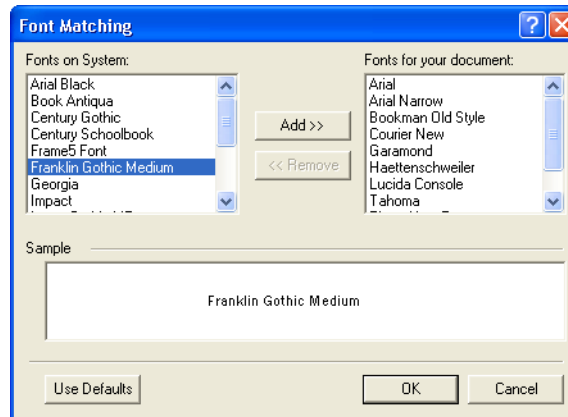 Font Matching
Fonts on System:
Arial Black
Book Antiqua
Century Gothic
Century Schoolbook
Frame5 Font
Franklin Gothic Medium
Georgia
Impact
Add >>
<< Remove
Fonts for your document:
Arial
Arial Narrow
Bookman Old Style
Courier New
Garamond
Haettenschweiler
Lucida Console
Tahoma
Sample
Franklin Gothic Medium
Use Defaults
OK
Cancel